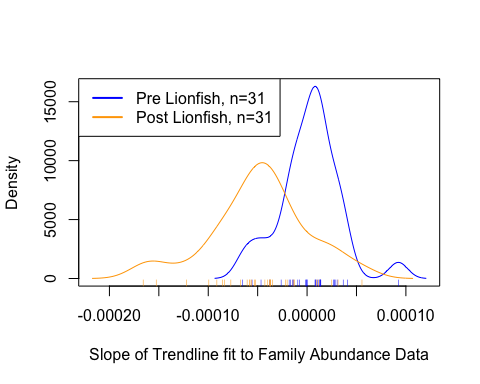 Pre Lionfish, n=31
Post Lionfish, n=31
Density
15000
10000
5000
0
-0.00020
-0.00010
0.00000
0.00010
Slope of Trendline fit to Family Abundance Data